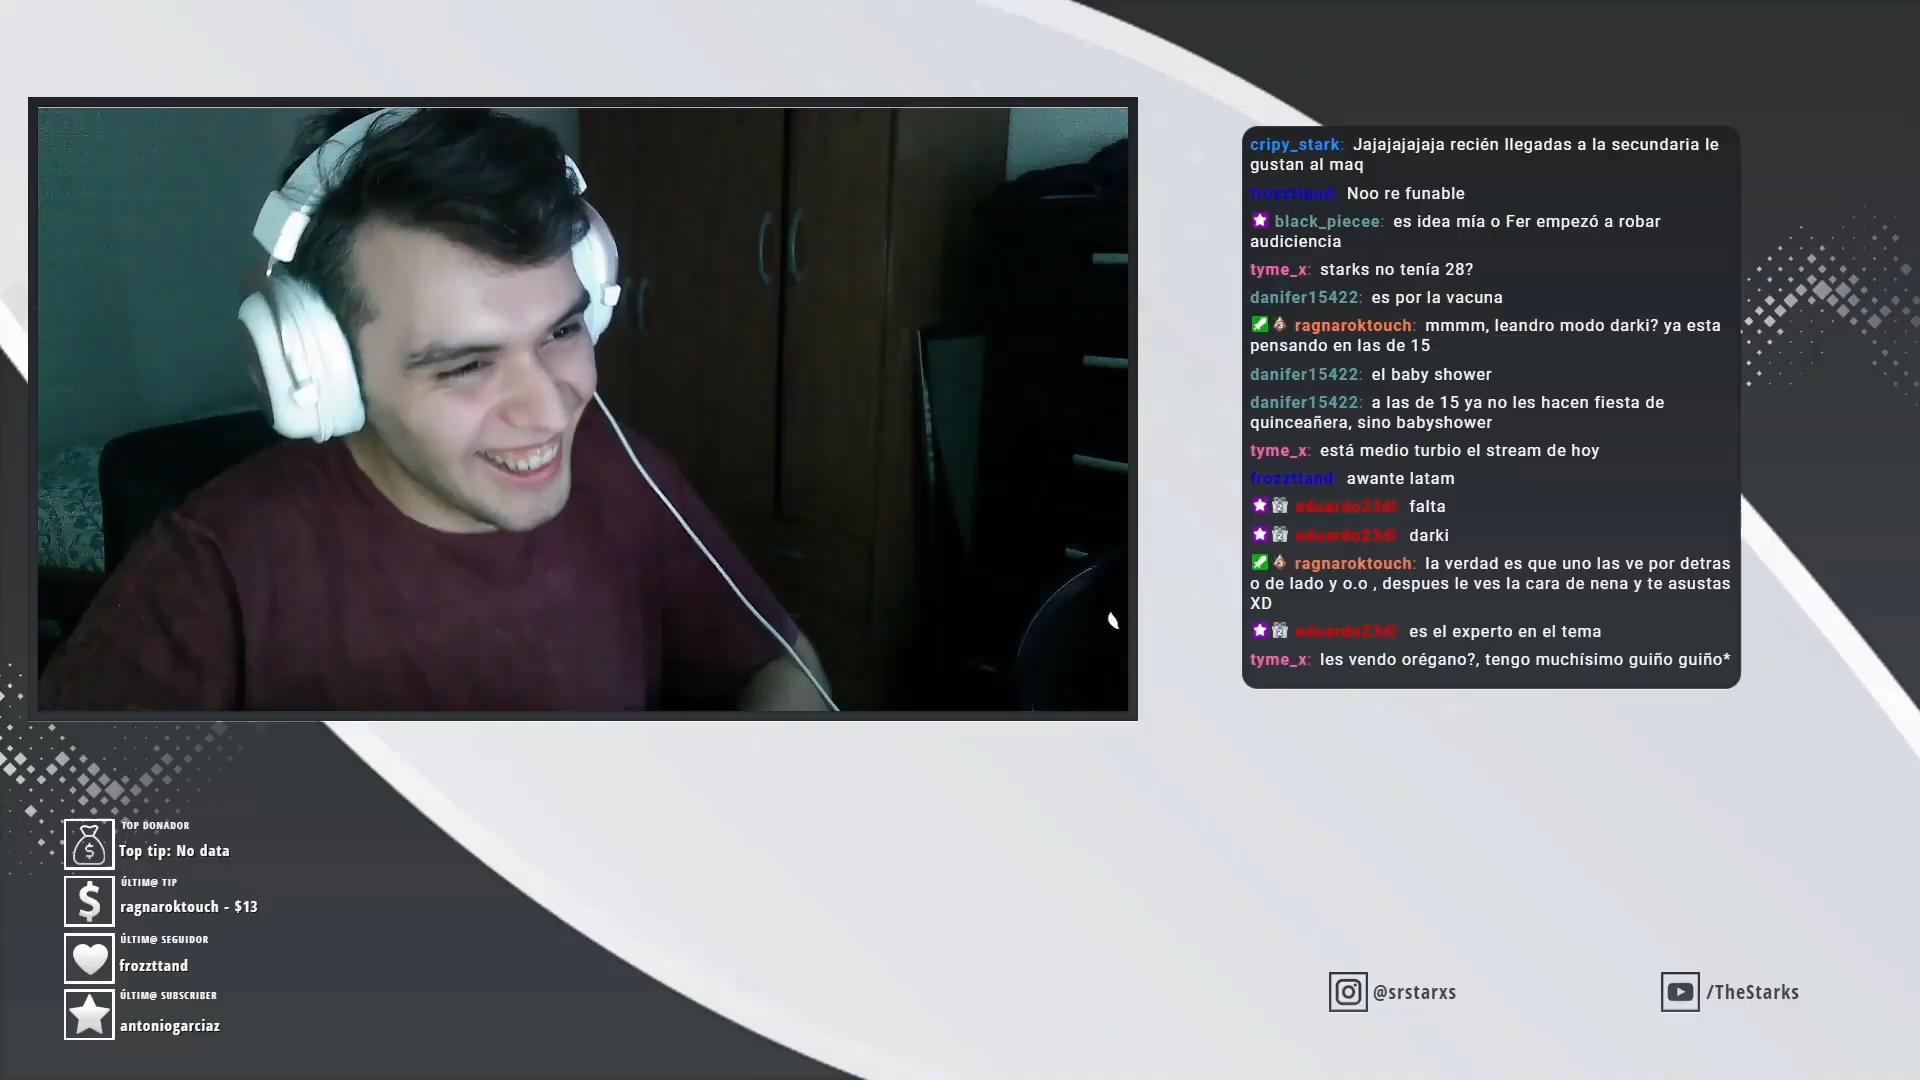 cripy_stark: Jajajajajaja recién llegadas a la secundaria le
gustan al maq
frozzttand Noo re funable
black_piecee: es idea mía o Fer empezó a robar
audiciencia
tyme_x: starks no tenía 28?
danifer15422: es por la vacuna
ragnaroktouch: mmmm, leandro modo darki? ya esta
pensando en las de 15
danifer15422: el baby shower
danifer15422: a las de 15 ya no les hacen fiesta de
quinceañera, sino babyshower
tyme_x: está medio turbio el stream de hoy
frozzttand awante latam
eduardo23dl falta
eduardo23dl darki
ragnaroktouch: la verdad es que uno las ve por detras
o de lado y o.o , despues le ves la cara de nena y te asustas
XD
eduardo23dl es el experto en el tema
tyme_x: les vendo orégano?, tengo muchísimo guiño guiño*
TOP DONADOR
Top tip: No data
ÚLTIM@ TIP
ragnaroktouch - $13
ÚLTIM@ SEGUIDOR
frozzttand
ÚLTIM@ SUBSCRIBER
antoniogarciaz
@srstarxs
/TheStarks